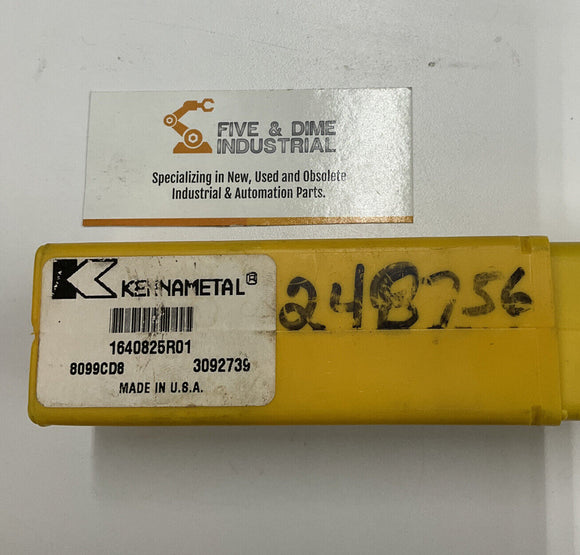 FIVE & DIME
INDUSTRIAL
Specializing in New, Used and Obsolete
Industrial & Automation Parts.
KENNAMETAL®
1640825R01
8099CD8 3092739
MADE IN U.S.A.
248756